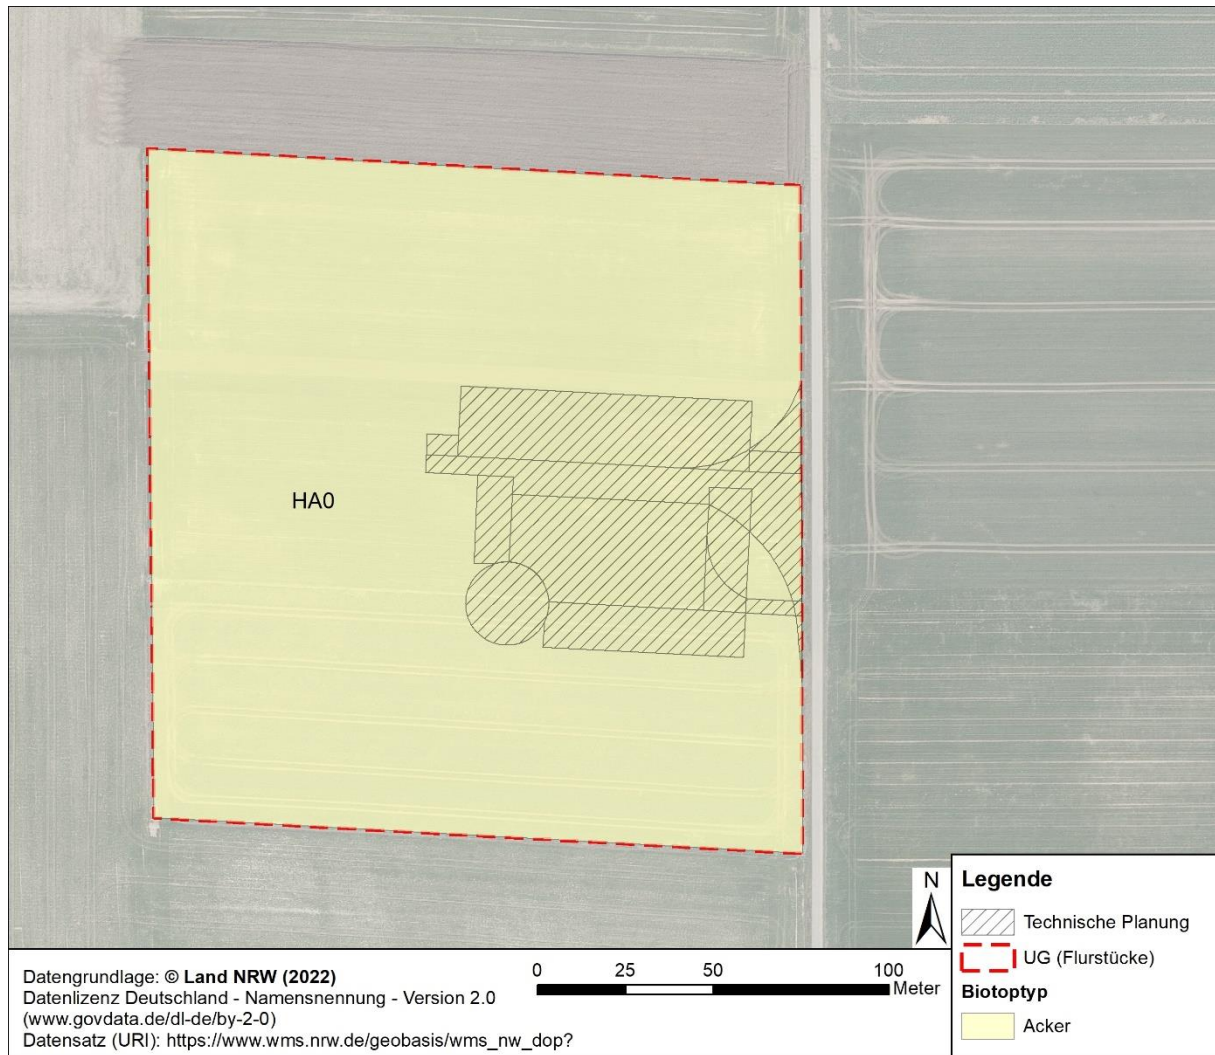 HA0
N
Legende
Technische Planung
UG (Flurstücke)
Biotoptyp
Acker
Datengrundlage: © Land NRW (2022)
Datenlizenz Deutschland - Namensnennung - Version 2.0
(www.govdata.de/dl-de/by-2-0)
Datensatz (URI): https://www.wms.nrw.de/geobasis/wms_nw_dop?
0 25 50 100
Meter